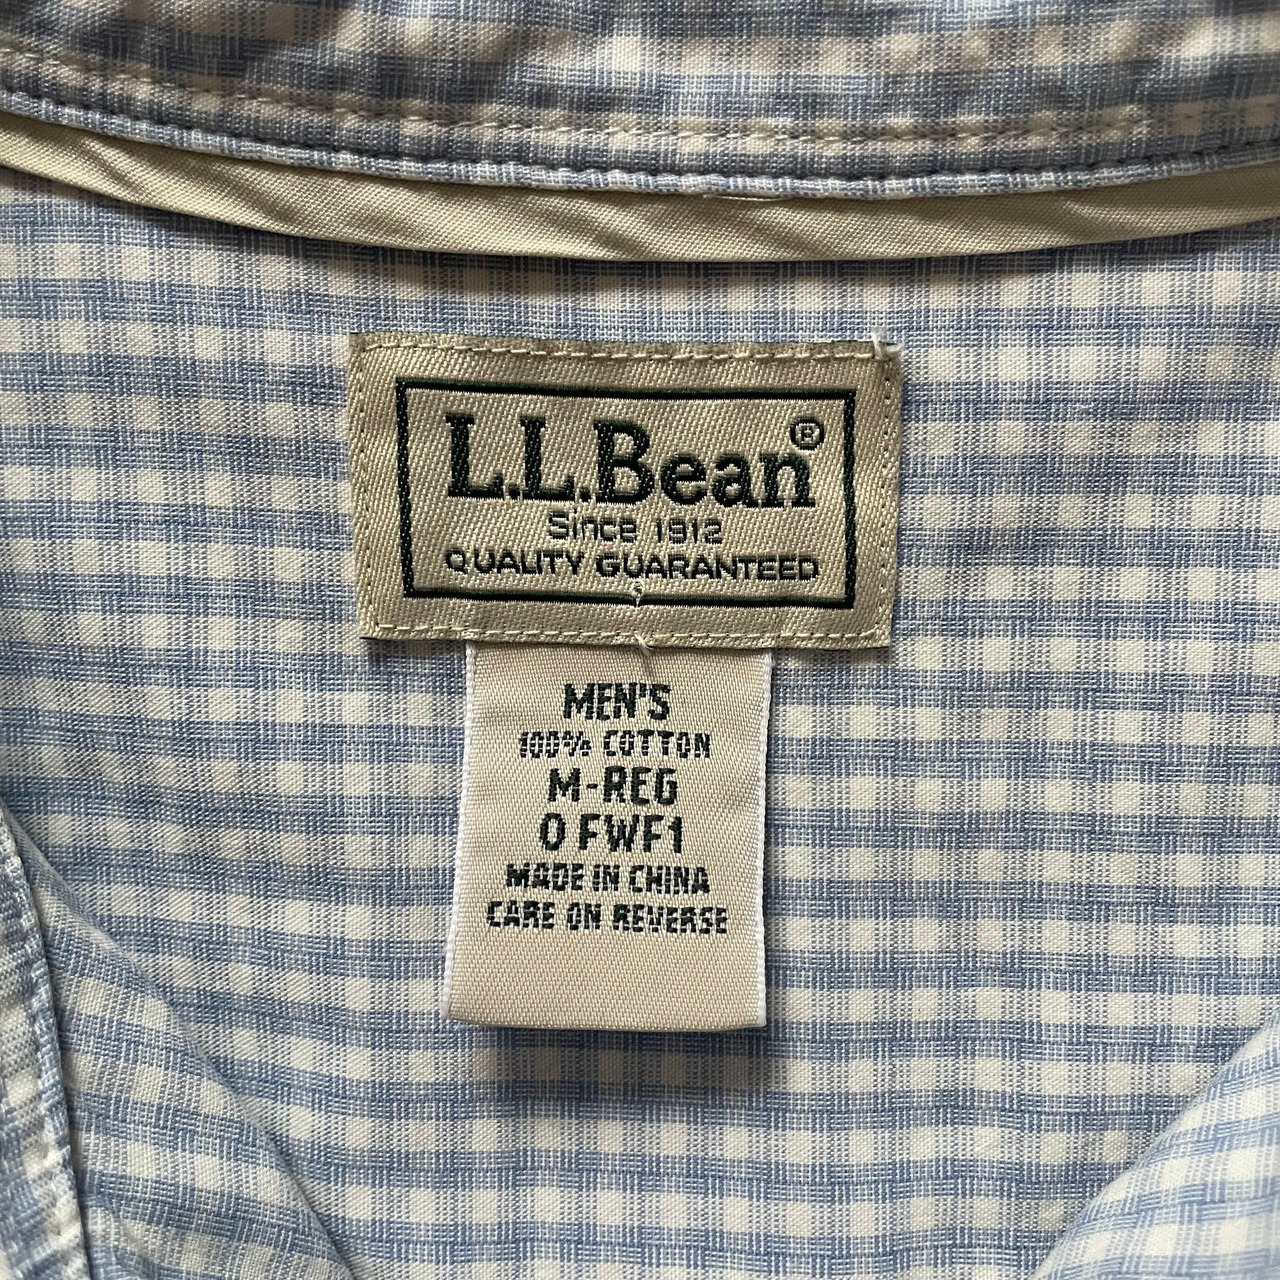 L.L.Bean®
Since 1912
QUALITY GUARANTEED
MEN'S
100% COTTON
M-REG
0 FWF1
MADE IN CHINA
CARE ON REVERSE